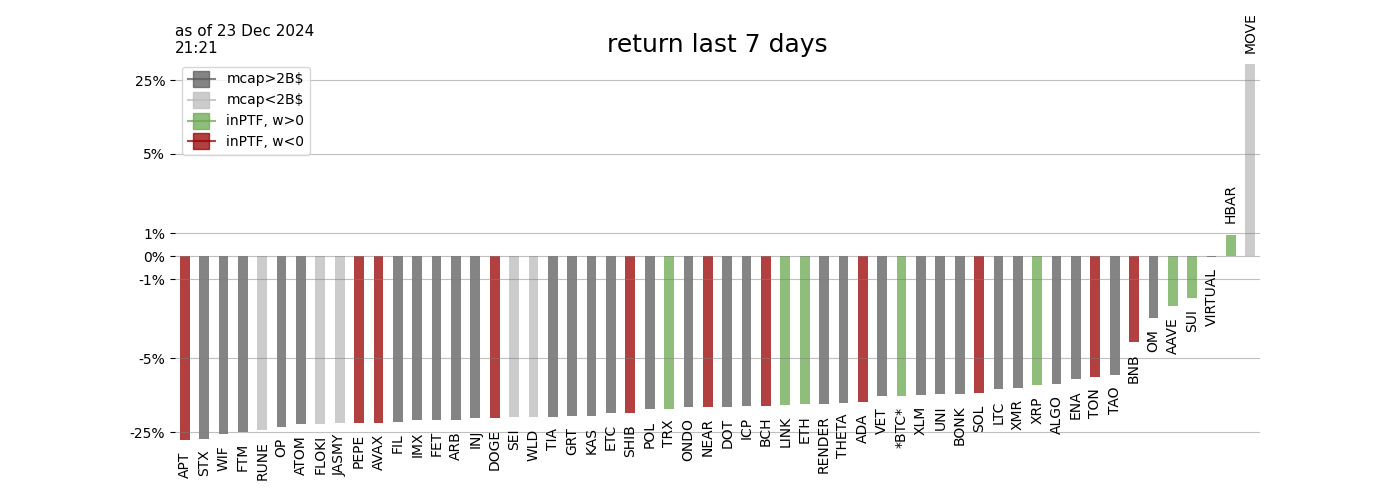 as of 23 Dec 2024
21:21
return last 7 days
mcap>2B$
mcap<2B$
inPTF, w>0
inPTF, w<0
25%
5%
1%
0%
-1%
-5%
-25%
APT
STX
WIF
FTM
RUNE
OP
ATOM
FLOKI
JASMY
PEPE
AVAX
FIL
IMX
FET
ARB
INJ
DOGE
SEI
WLD
TIA
GRT
KAS
ETC
SHIB
POL
TRX
ONDO
NEAR
DOT
ICP
BCH
LINK
ETH
RENDER
THETA
ADA
VET
*BTC*
XLM
UNI
BONK
SOL
LTC
XMR
XRP
ALGO
ENA
TON
TAO
BNB
OM
AAVE
SUI
VIRTUAL
HBAR
MOVE